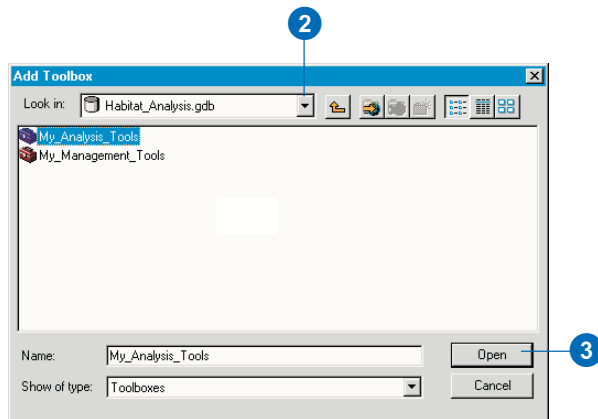 2
Add Toolbox
Look in: Habitat_Analysis.gdb
My_Analysis_Tools
My_Management_Tools
Name: My_Analysis_Tools Open 3
Show of type: Toolboxes Cancel